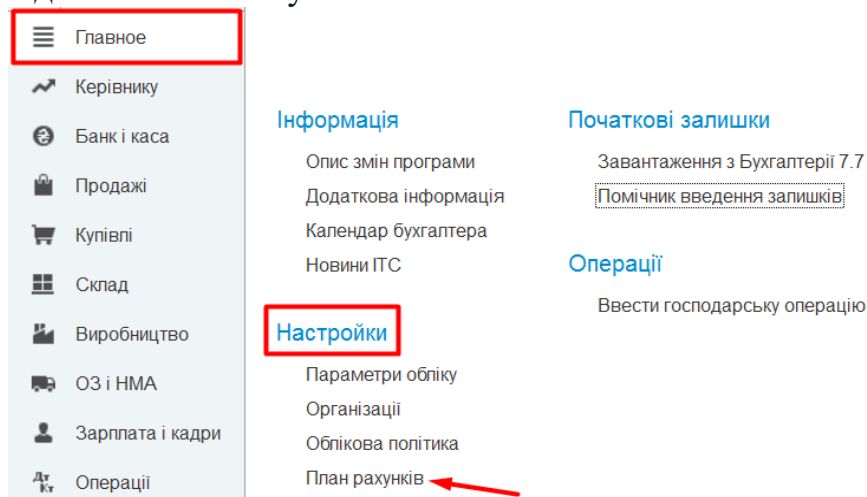 Главное
Керівнику
Банк і каса
Продажі
Купівлі
Склад
Виробництво
ОЗ і НМА
Зарплата і кадри
Дт Кт Операції
Інформація
Опис змін програми
Додаткова інформація
Календар бухгалтера
Новини ІТС
Настройки
Параметри обліку
Організації
Облікова політика
План рахунків
Початкові залишки
Завантаження з Бухгалтерії 7.7
Помічник введення залишків
Операції
Ввести господарську операцію